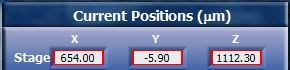 Current Positions (μm)
X Y Z
Stage 654.00 -5.90 1112.30